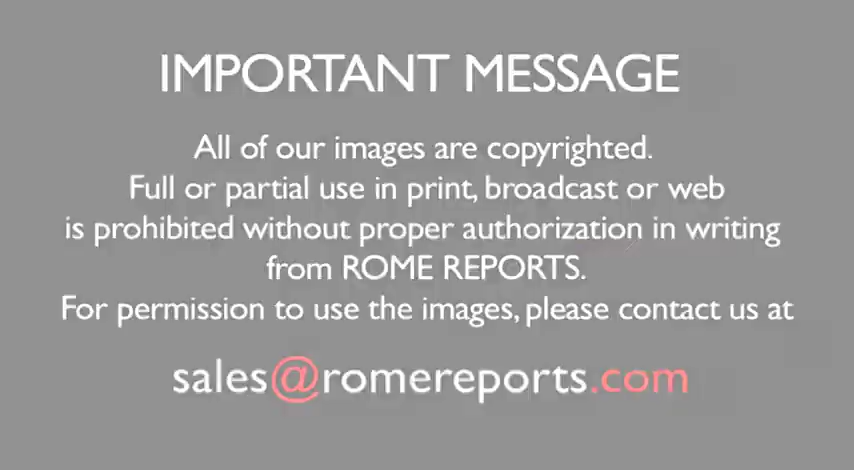 IMPORTANT MESSAGE
All of our images are copyrighted.
Full or partial use in print, broadcast or web
is prohibited without proper authorization in writing
from ROME REPORTS.
For permission to use the images, please contact us at
sales@romereports.com